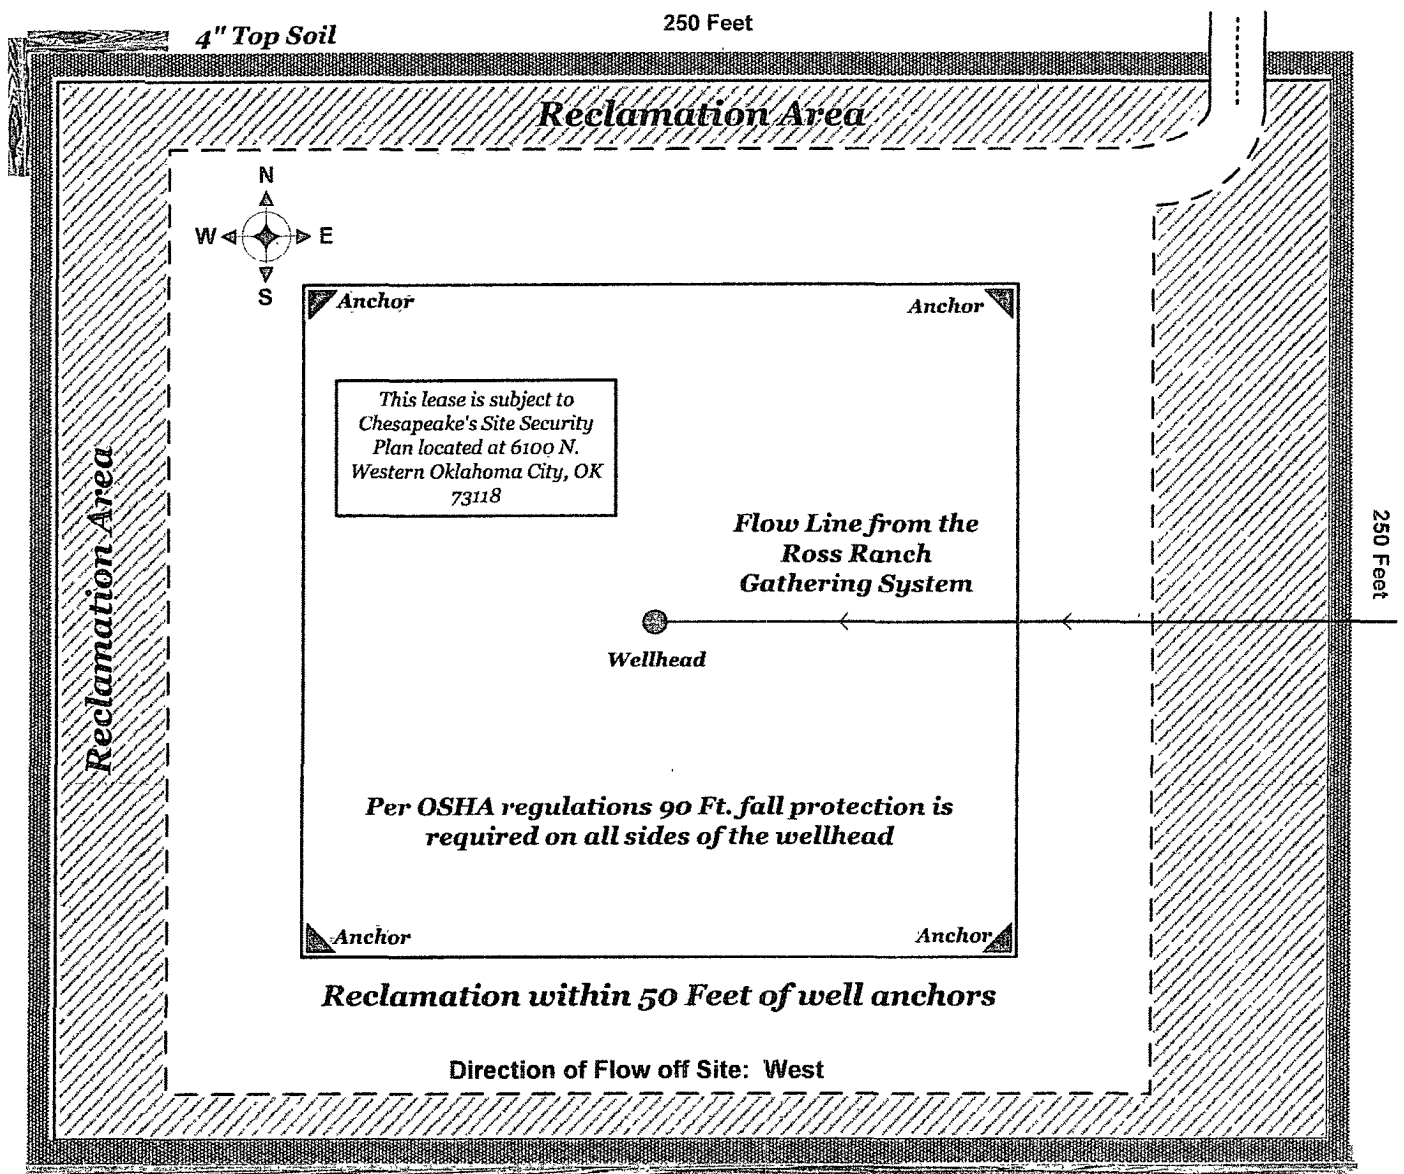 250 Feet
4" Top Soil
Reclamation Area
N
W E
S
Anchor
Anchor
This lease is subject to
Chesapeake's Site Security
Plan located at 6100 N.
Western Oklahoma City, OK
73118
Reclamation Area
250 Feet
Flow Line from the
Ross Ranch
Gathering System
Wellhead
Per OSHA regulations 90 Ft. fall protection is
required on all sides of the wellhead
Anchor
Anchor
Reclamation within 50 Feet of well anchors
Direction of Flow off Site: West